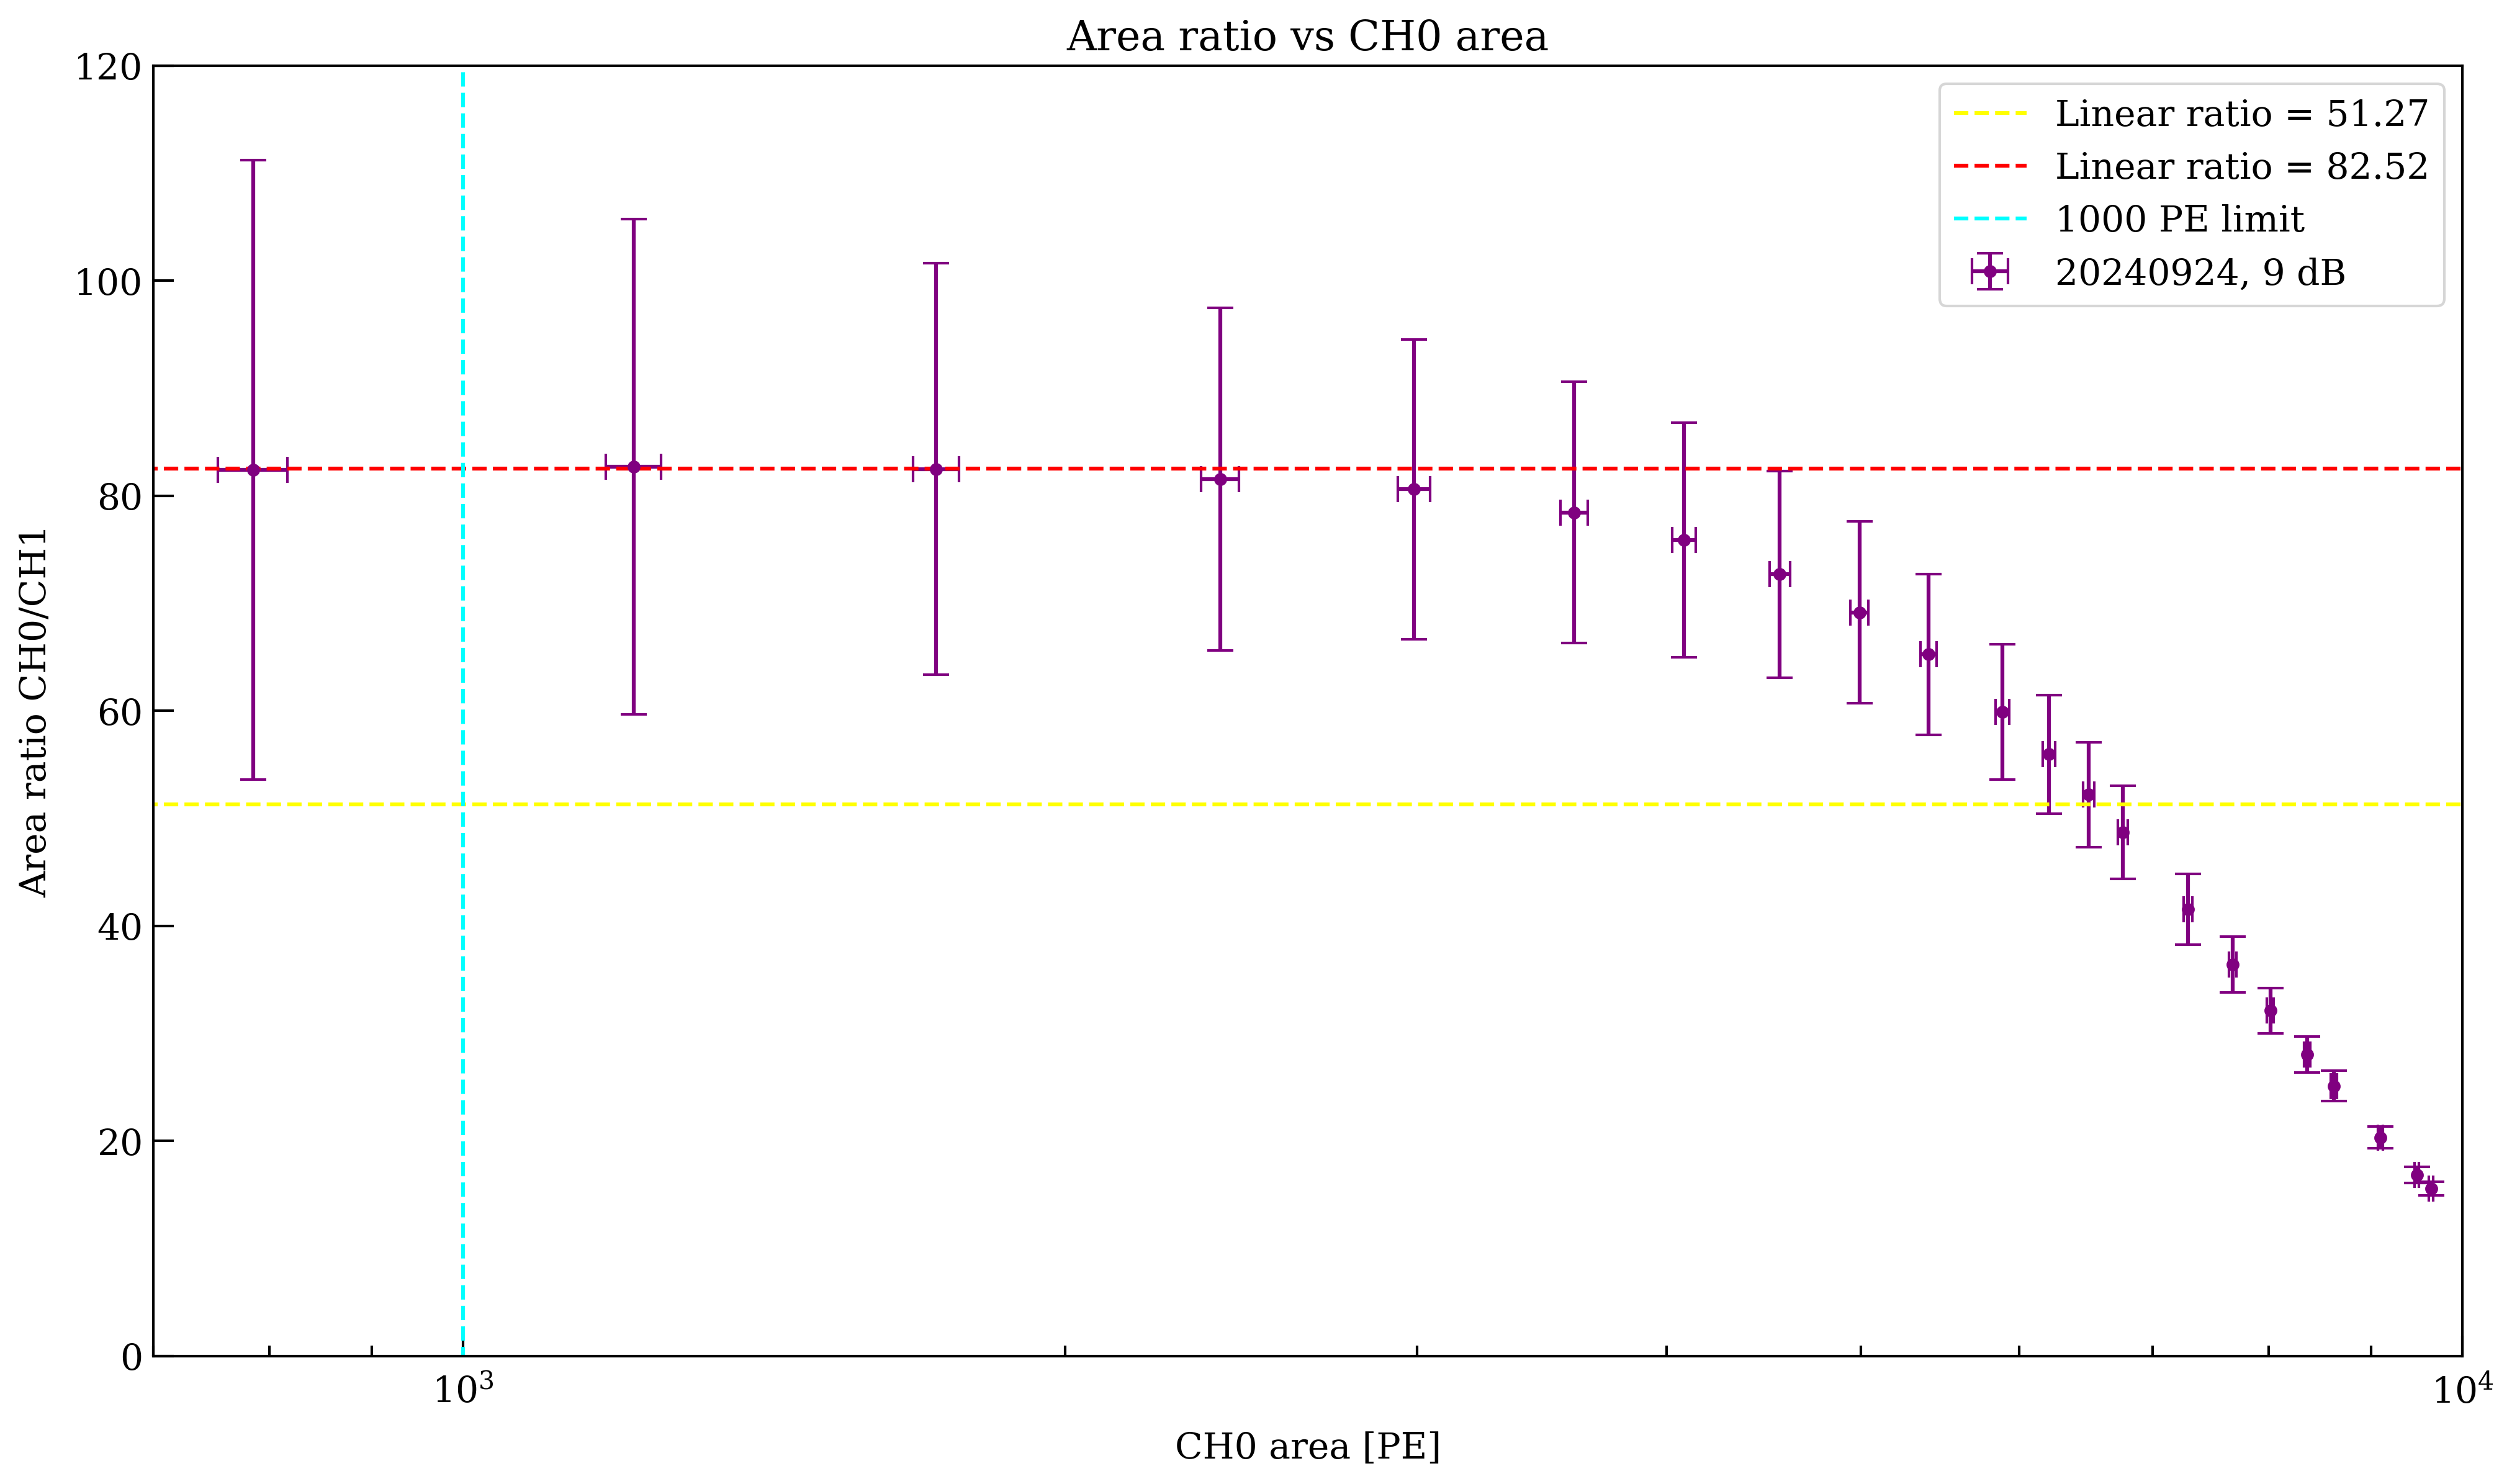 Area ratio vs CH0 area
Linear ratio = 51.27
Linear ratio = 82.52
1000 PE limit
20240924, 9 dB
Area ratio CH0/CH1
120
100
80
60
40
20
0
10³
10⁴
CH0 area [PE]